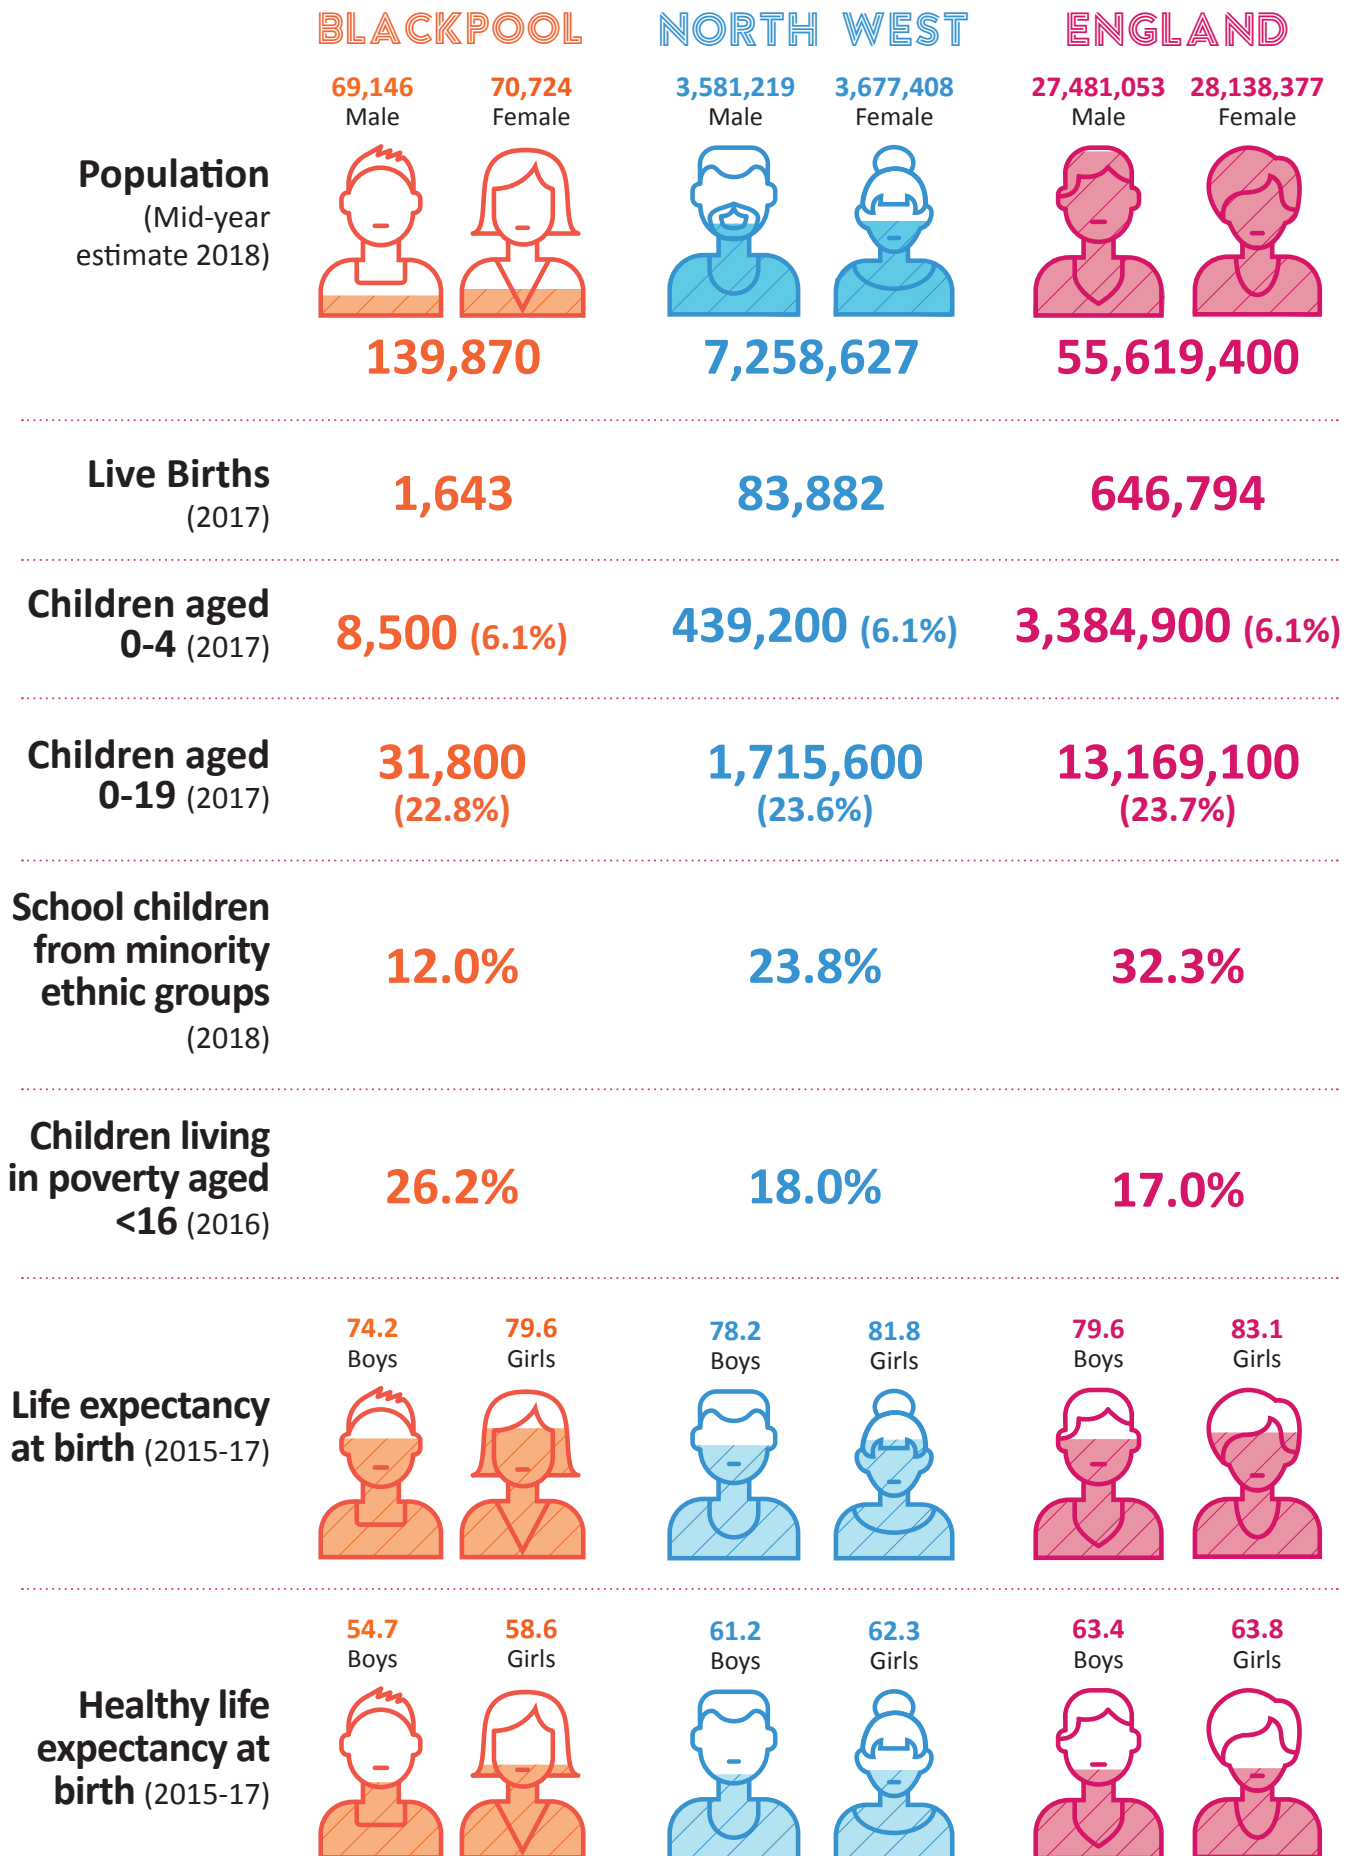 BLACKPOOL NORTH WEST ENGLAND
69,146 70,724 3,581,219 3,677,408 27,481,053 28,138,377
Male Female Male Female Male Female
Population
(Mid-year
estimate 2018)
139,870 7,258,627 55,619,400
Live Births
(2017)
1,643 83,882 646,794
Children aged
0-4 (2017)
8,500 (6.1%) 439,200 (6.1%) 3,384,900 (6.1%)
Children aged
0-19 (2017)
31,800 1,715,600 13,169,100
(22.8%) (23.6%) (23.7%)
School children
from minority
ethnic groups
(2018)
12.0% 23.8% 32.3%
Children living
in poverty aged
<16 (2016)
26.2% 18.0% 17.0%
74.2 79.6 78.2 81.8 79.6 83.1
Boys Girls Boys Girls Boys Girls
Life expectancy
at birth (2015-17)
54.7 58.6 61.2 62.3 63.4 63.8
Boys Girls Boys Girls Boys Girls
Healthy life
expectancy at
birth (2015-17)